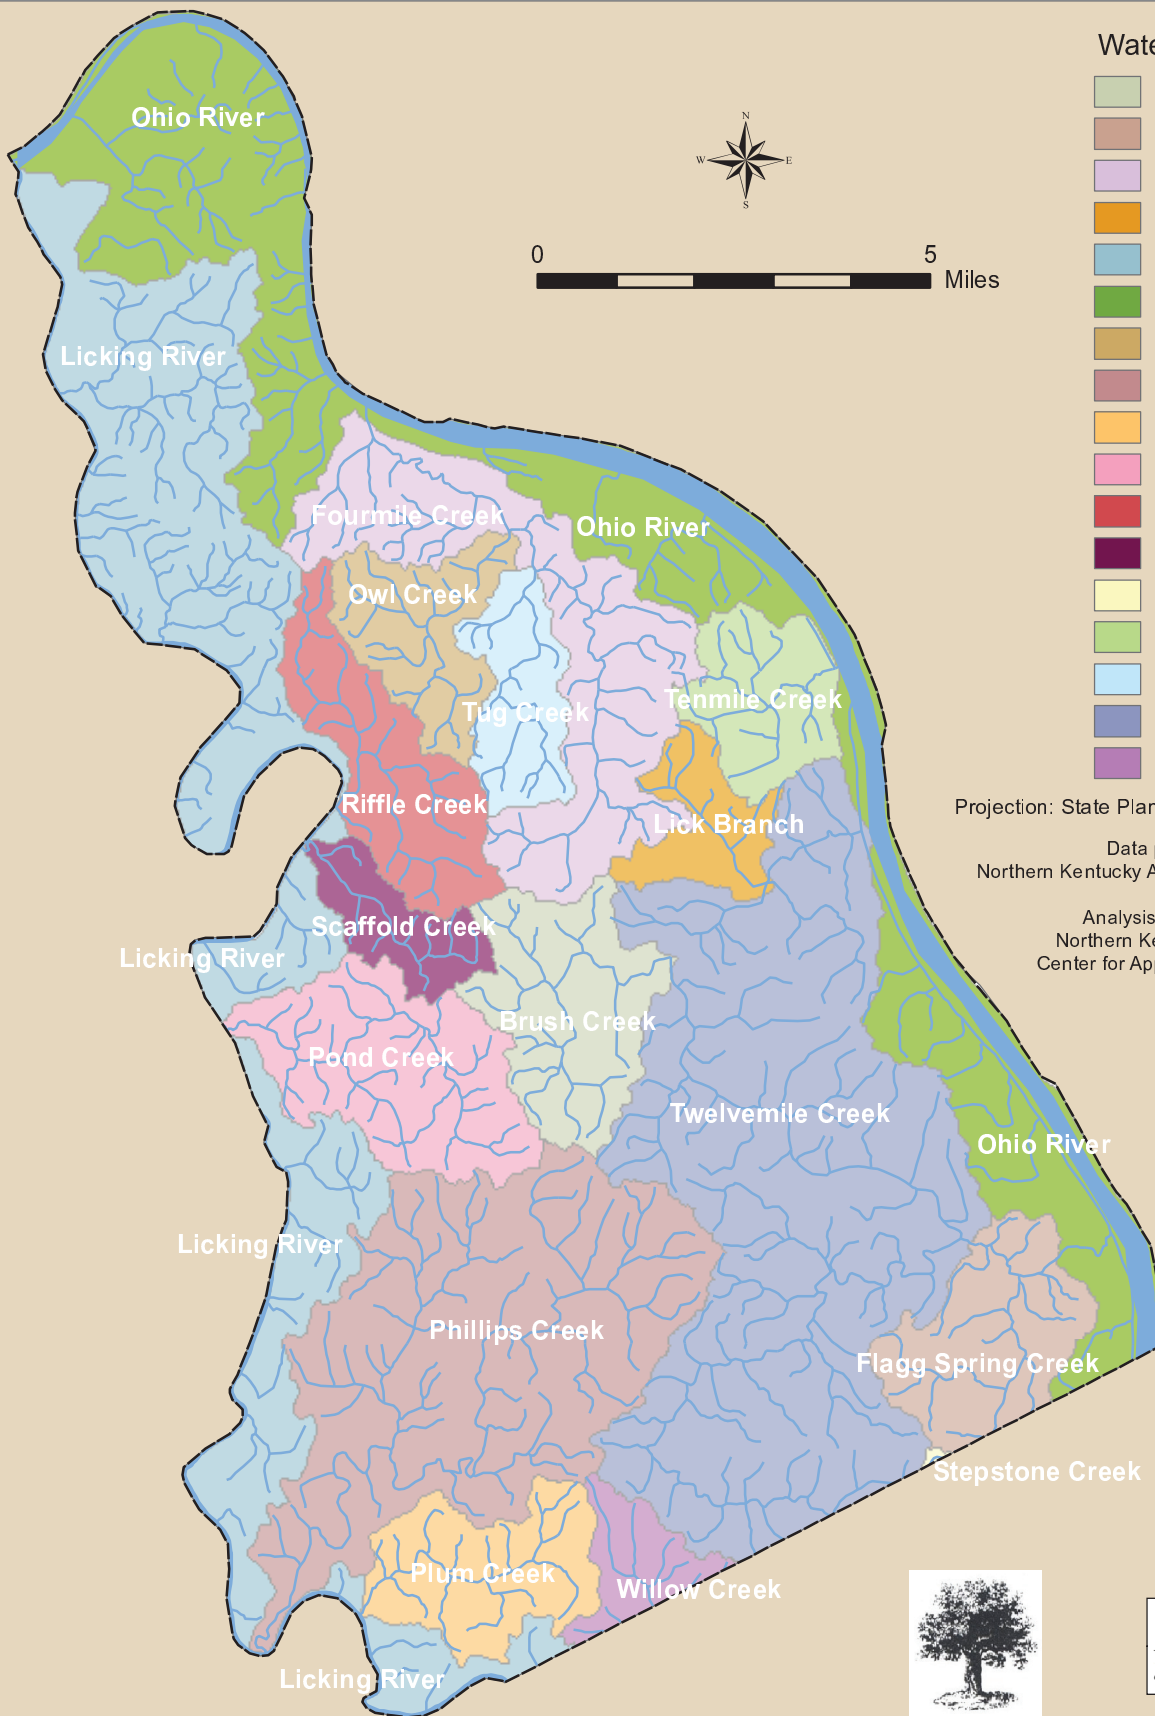 Wate
Ohio River
N
W
E
S
0
5
Miles
Licking River
Fourmile Creek
Ohio River
Owl Creek
Tenmile Creek
Tug Creek
Riffle Creek
Lick Branch
Projection: State Plan
Data p
Northern Kentucky A
Analysis
Northern Ke
Center for App
Scaffold Creek
Licking River
Brush Creek
Pond Creek
Twelvemile Creek
Ohio River
Licking River
Phillips Creek
Flagg Spring Creek
Stepstone Creek
Plum Creek
Willow Creek
Licking River